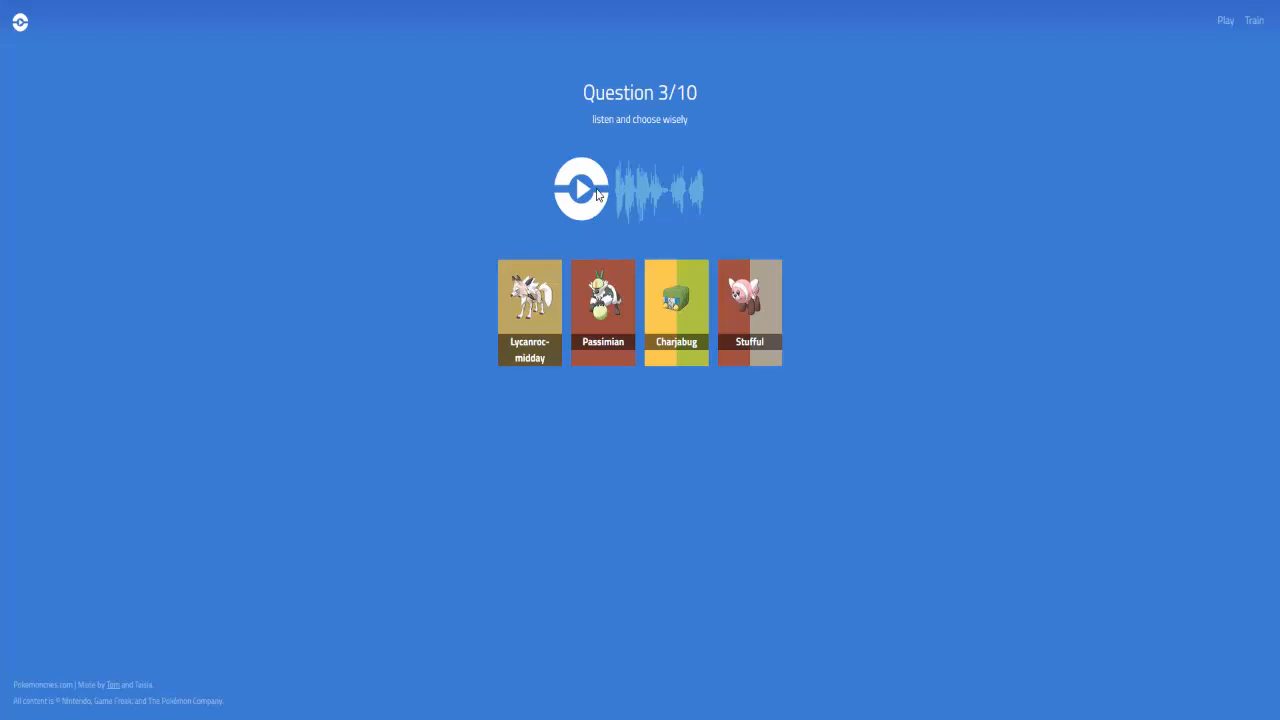 Play Train
Question 3/10
listen and choose wisely
Lycanroc-
midday
Passimian
Charjabug
Stufful
Pokemoncries.com | Made by Tom and Taisia.
All content is © Nintendo, Game Freak, and The Pokémon Company.